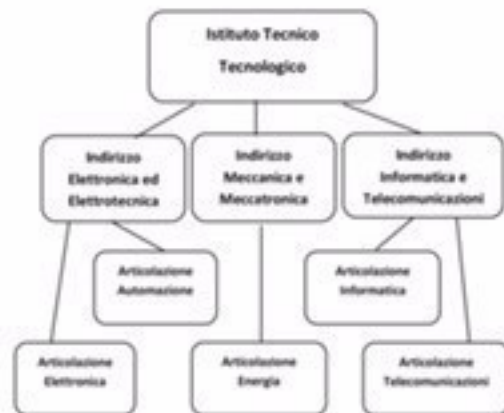 Istituto Tecnico
Tecnologico
Indirizzo
Elettronica ed
Elettrotecnica
Indirizzo
Meccanica e
Meccatronica
Indirizzo
Informatica e
Telecomunicazioni
Articolazione
Automazione
Articolazione
Informatica
Articolazione
Elettronica
Articolazione
Energia
Articolazione
Telecomunicazioni